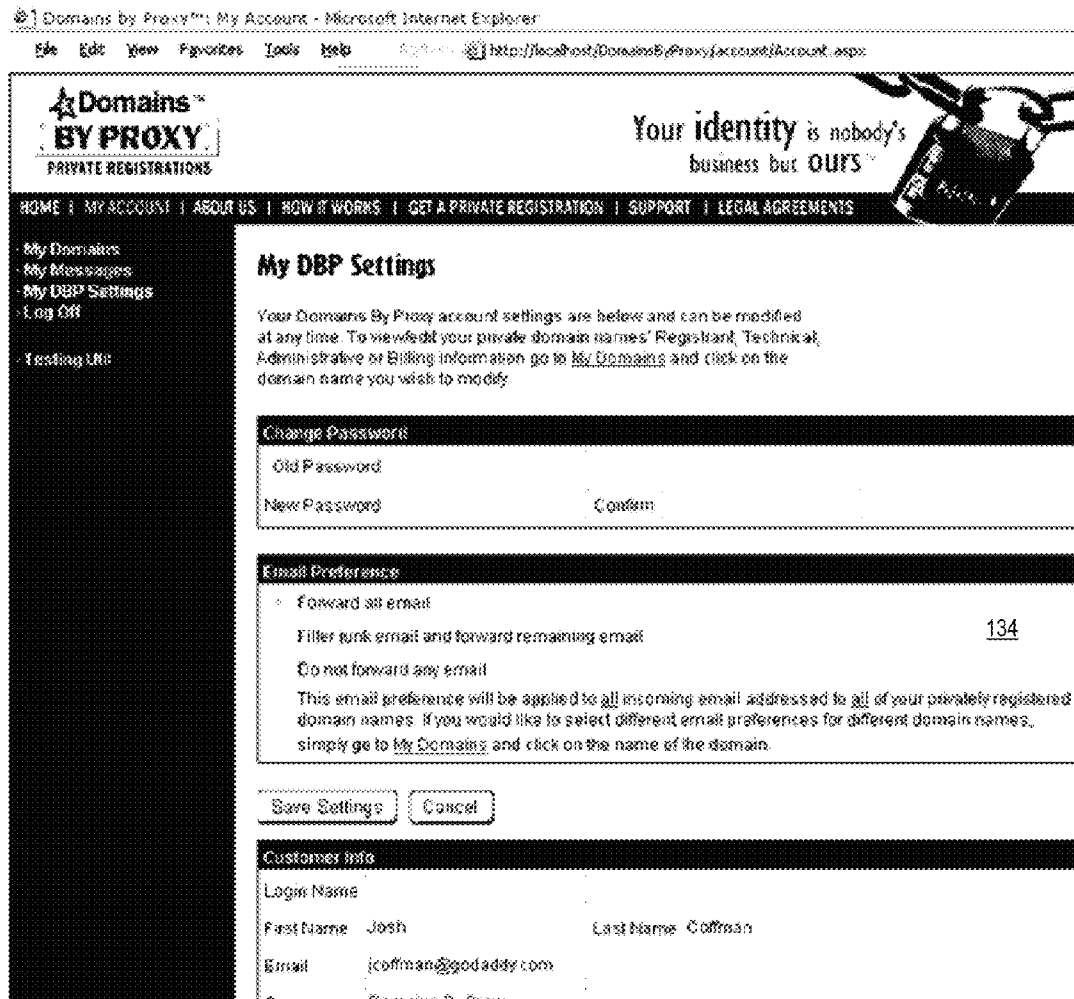 Domains by Proxy™: My Account - Microsoft Internet Explorer
File Edit View Favorites Tools Help http://localhost/DomainsByProxy/account/Account.aspx
Domains™
BY PROXY
PRIVATE REGISTRATIONS
Your identity is nobody's
business but OURS™
HOME | MY ACCOUNT | ABOUT US | HOW IT WORKS | GET A PRIVATE REGISTRATION | SUPPORT | LEGAL AGREEMENTS
· My Domains
· My Messages
· My DBP Settings
· Log Off
· Testing Util
My DBP Settings
Your Domains By Proxy account settings are below and can be modified
at any time. To view/edit your private domain names' Registrant, Technical,
Administrative or Billing information go to My Domains and click on the
domain name you wish to modify
Change Password
Old Password
New Password Confirm
Email Preference
Forward all email
Filter junk email and forward remaining email
134
Do not forward any email
This email preference will be applied to all incoming email addressed to all of your privately registered
domain names. If you would like to select different email preferences for different domain names,
simply go to My Domains and click on the name of the domain.
Save Settings Cancel
Customer Info
Login Name
First Name Josh Last Name Coffman
Email jcoffman@godaddy.com